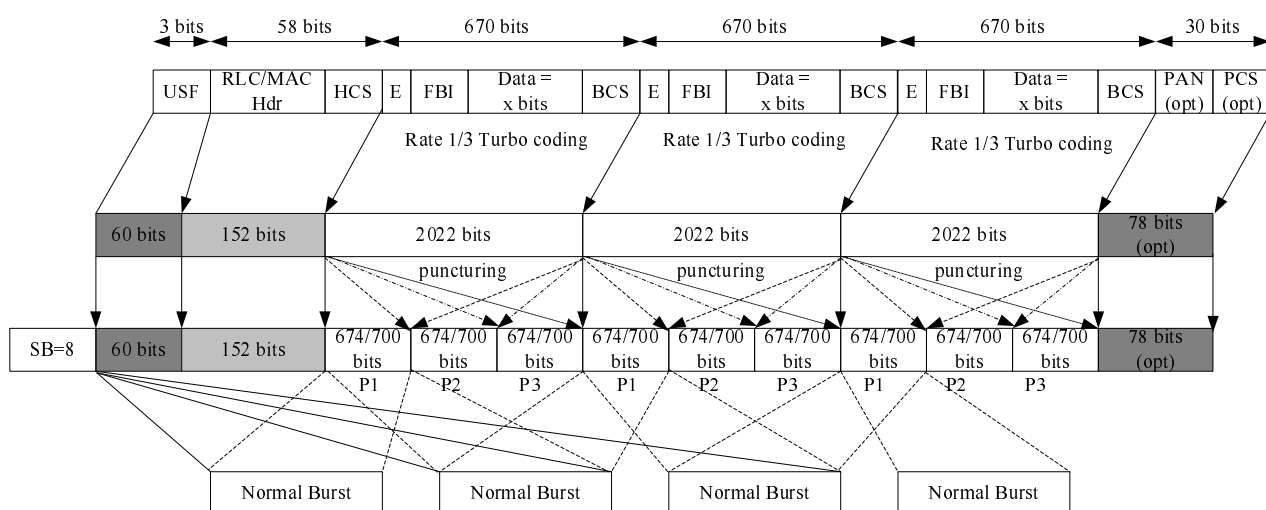 3 bits 58 bits 670 bits 670 bits 670 bits 30 bits
USF RLC/MAC Hdr HCS E FBI Data = x bits BCS E FBI Data = x bits BCS E FBI Data = x bits BCS PAN (opt) PCS (opt)
Rate 1/3 Turbo coding Rate 1/3 Turbo coding Rate 1/3 Turbo coding
60 bits 152 bits 2022 bits 2022 bits 2022 bits 78 bits (opt)
puncturing puncturing puncturing
SB=8 60 bits 152 bits 674/700 bits 674/700 bits 674/700 bits 674/700 bits 674/700 bits 674/700 bits 674/700 bits 674/700 bits 674/700 bits 78 bits (opt)
P1 P2 P3 P1 P2 P3 P1 P2 P3
Normal Burst Normal Burst Normal Burst Normal Burst